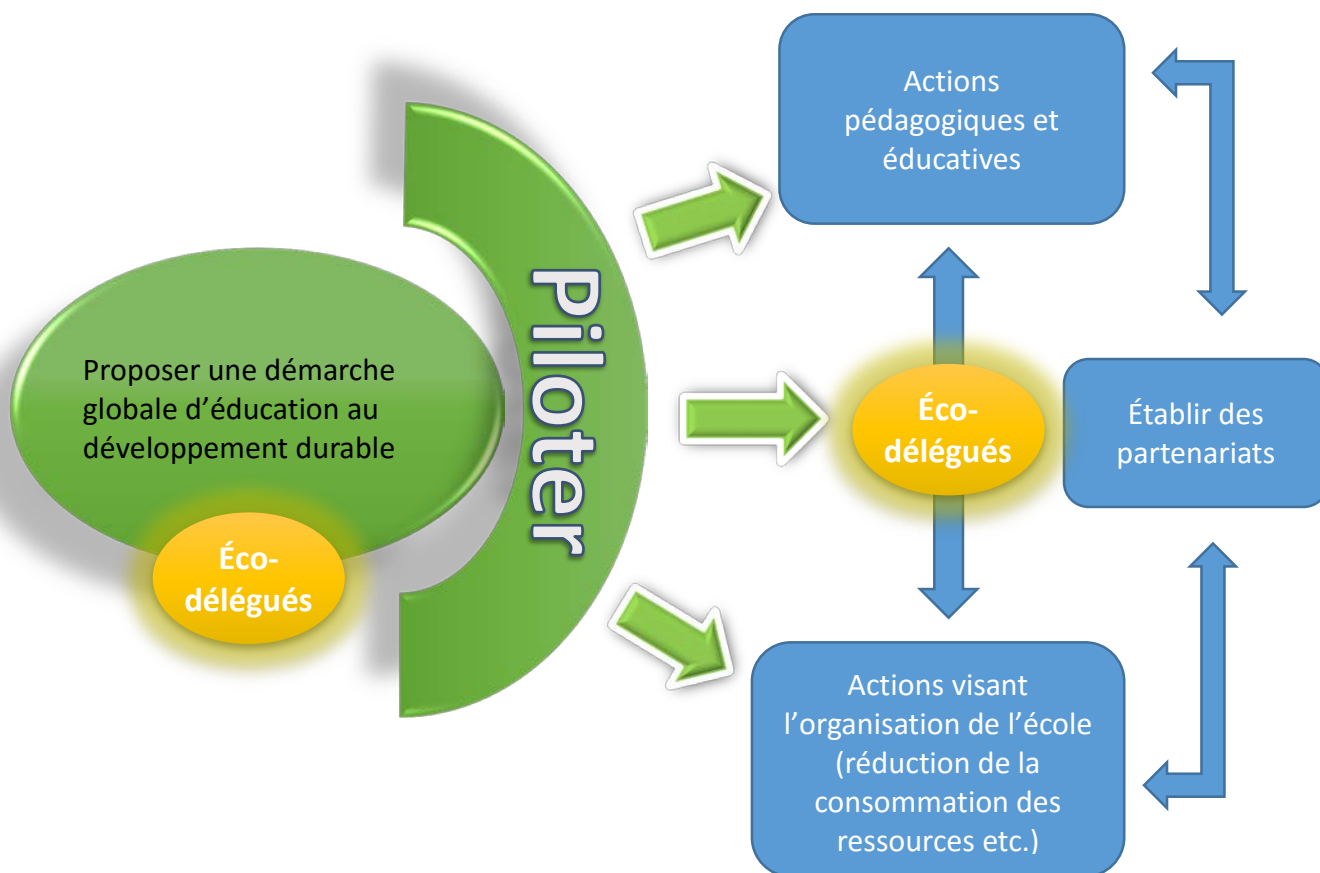 Proposer une démarche
globale d’éducation au
développement durable
Éco-
délégués
Piloter
Actions
pédagogiques et
éducatives
Éco-
délégués
Établir des
partenariats
Actions visant
l’organisation de l’école
(réduction de la
consommation des
ressources etc.)